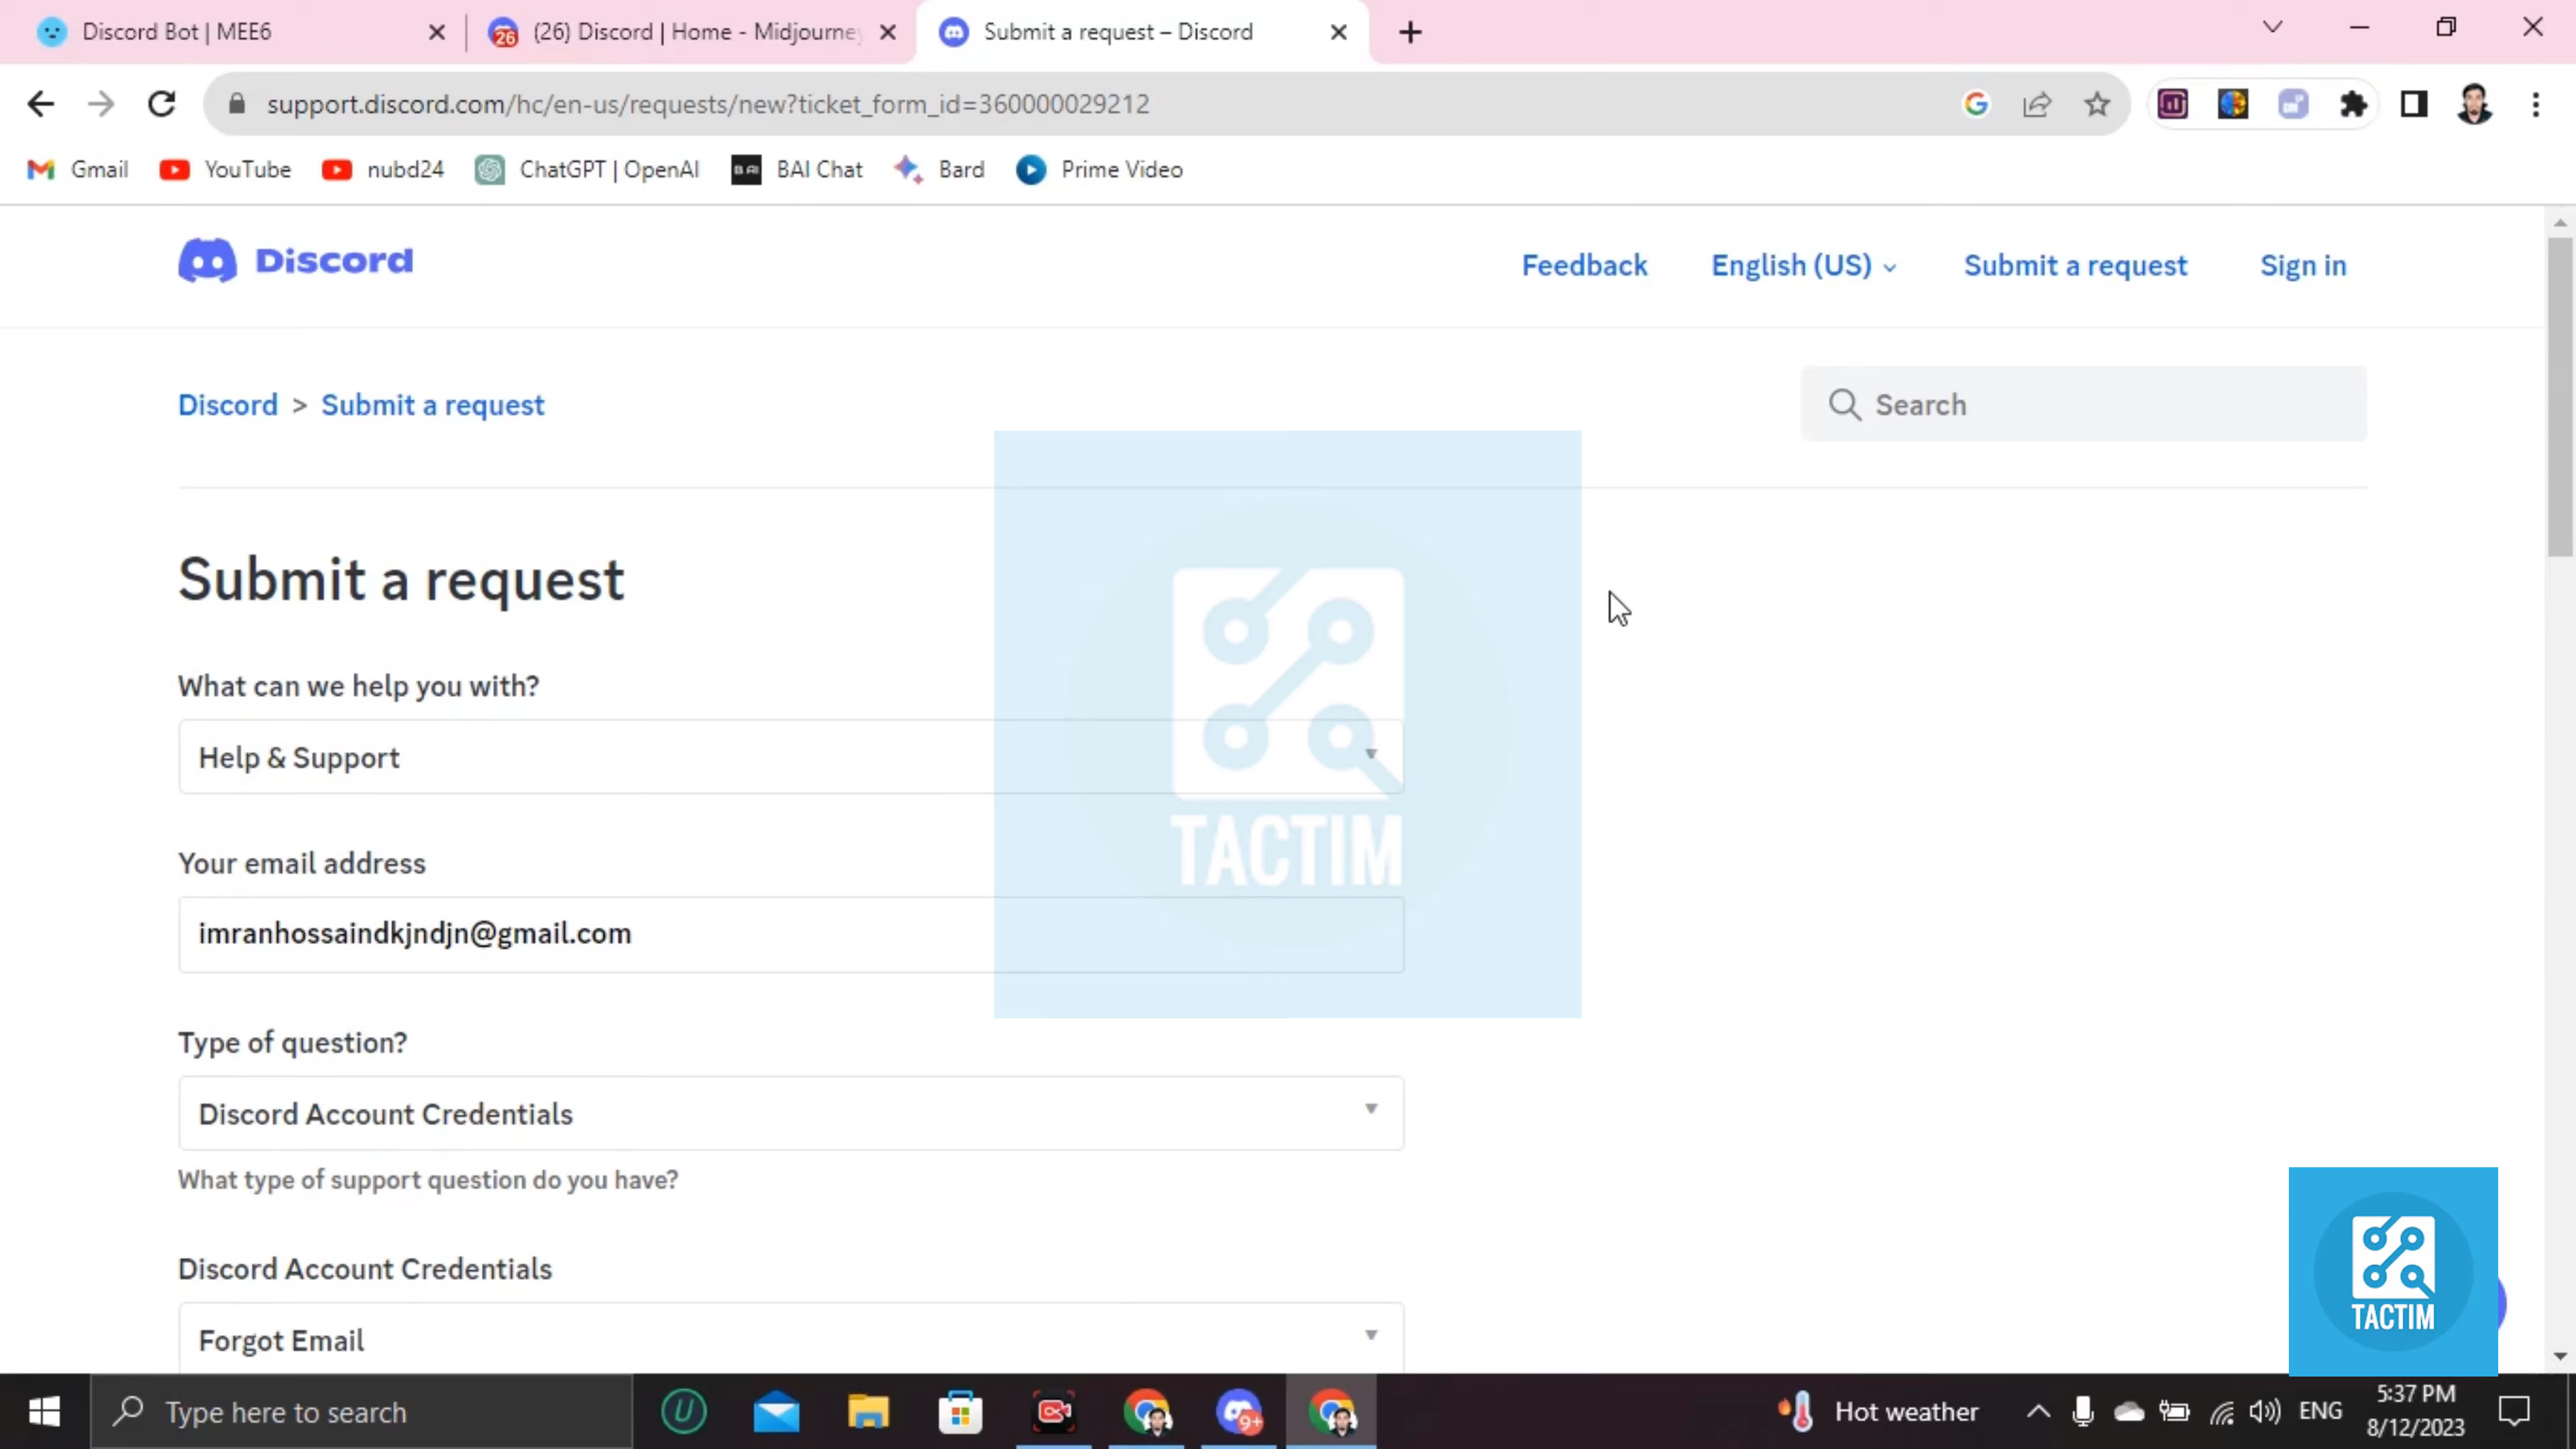 Discord Bot | MEE6
26
(26) Discord | Home - Midjourney
Submit a request – Discord
support.discord.com/hc/en-us/requests/new?ticket_form_id=360000029212
Gmail
YouTube
nubd24
ChatGPT | OpenAI
BAI
BAI Chat
Bard
Prime Video
Discord
Feedback
English (US)
Submit a request
Sign in
Discord > Submit a request
Search
Submit a request
What can we help you with?
Help & Support
Your email address
imranhossaindkjndjn@gmail.com
TACTIM
Type of question?
Discord Account Credentials
What type of support question do you have?
Discord Account Credentials
Forgot Email
TACTIM
Type here to search
9+
Hot weather
ENG
5:37 PM
8/12/2023